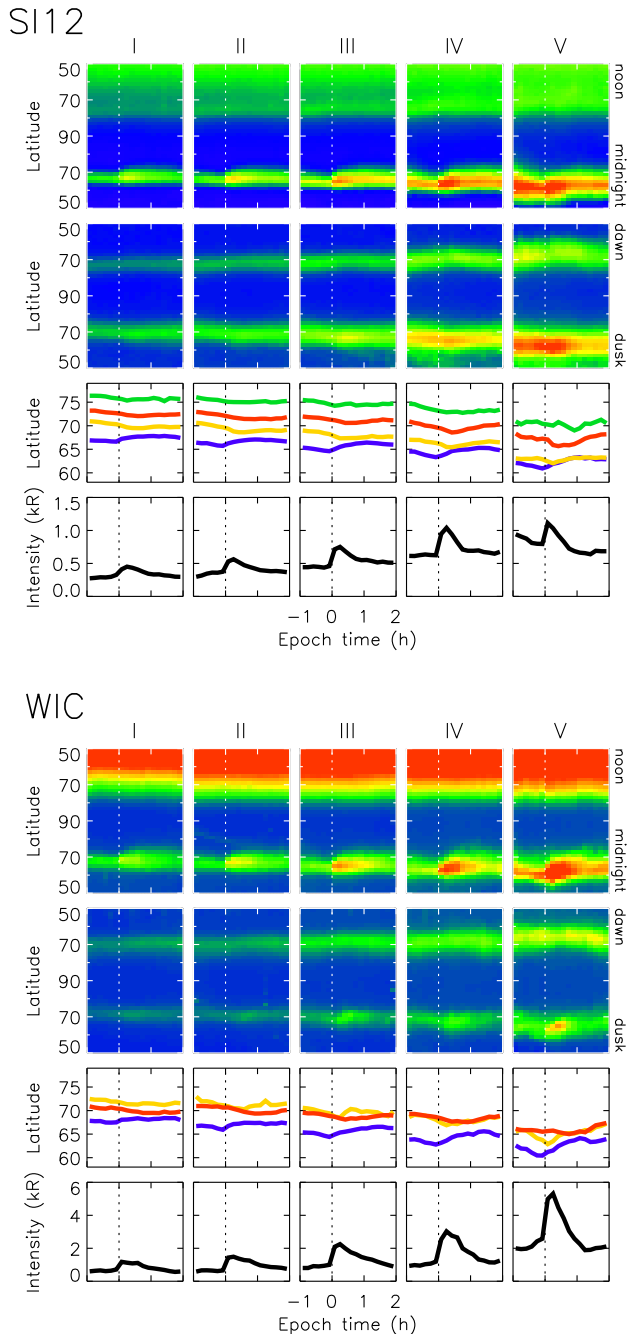 SI12
I II III IV V
50
70
90
70
50
Latitude
noon
midnight
50
70
90
70
50
Latitude
dawn
dusk
75
70
65
60
Latitude
1.5
1.0
0.5
0.0
Intensity (kR)
−1 0 1 2
Epoch time (h)
WIC
I II III IV V
50
70
90
70
50
Latitude
noon
midnight
50
70
90
70
50
Latitude
dawn
dusk
75
70
65
60
Latitude
6
4
2
0
Intensity (kR)
−1 0 1 2
Epoch time (h)